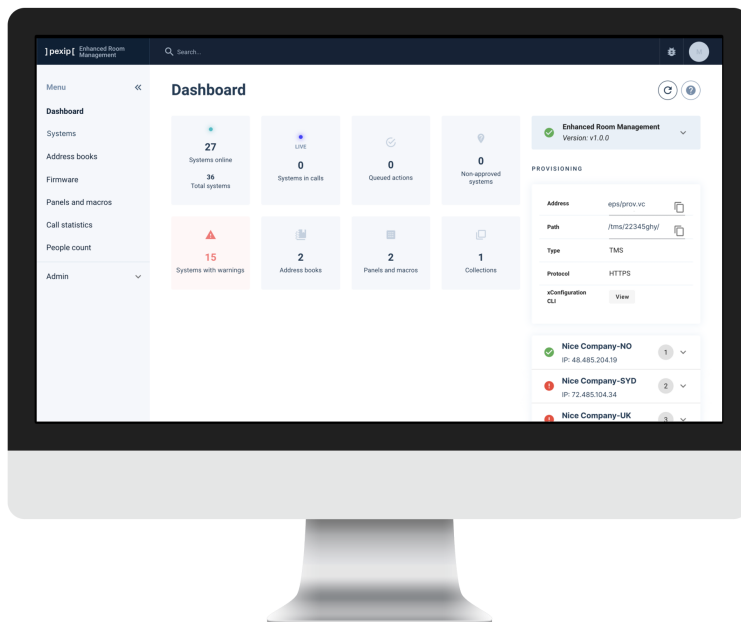 ]pexip[ Enhanced Room Management
Search...
Menu
Dashboard
Systems
Address books
Firmware
Panels and macros
Call statistics
People count
Admin
Dashboard
27
Systems online
36
Total systems
LIVE
0
Systems in calls
0
Queued actions
0
Non-approved
systems
15
Systems with warnings
2
Address books
2
Panels and macros
1
Collections
Enhanced Room Management
Version: v1.0.0
PROVISIONING
Address eps/prov.vc
Path /tms/22345ghy/
Type TMS
Protocol HTTPS
xConfiguration
CLI
View
Nice Company-NO
IP: 48.485.204.19
1
Nice Company-SYD
IP: 72.485.104.34
2
Nice Company-UK
3